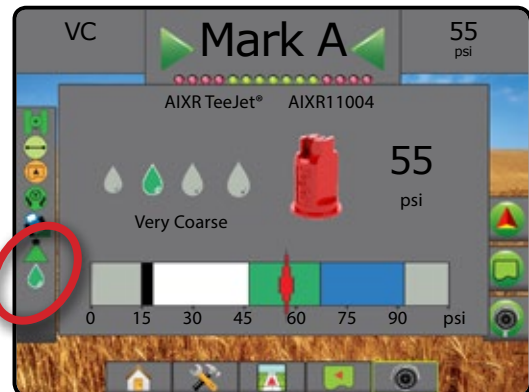 VC
Mark A
55
psi
AIXR TeeJet® AIXR11004
55
psi
Very Coarse
0 15 30 45 60 75 90 psi